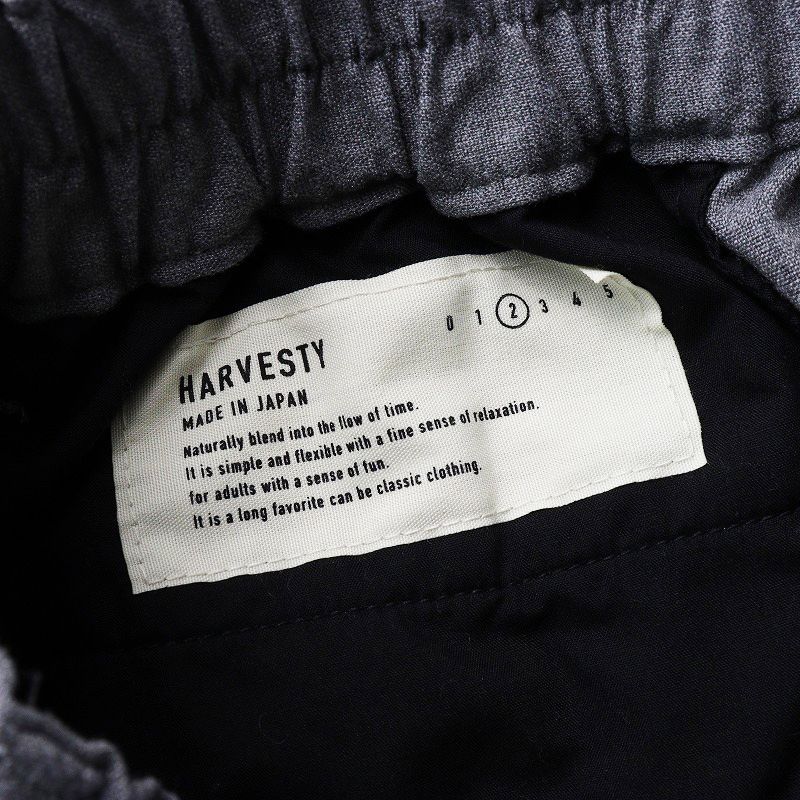 0 1 2 3 4 5
HARVESTY
MADE IN JAPAN
Naturally blend into the flow of time.
It is simple and flexible with a fine sense of relaxation.
for adults with a sense of fun.
It is a long favorite can be classic clothing.